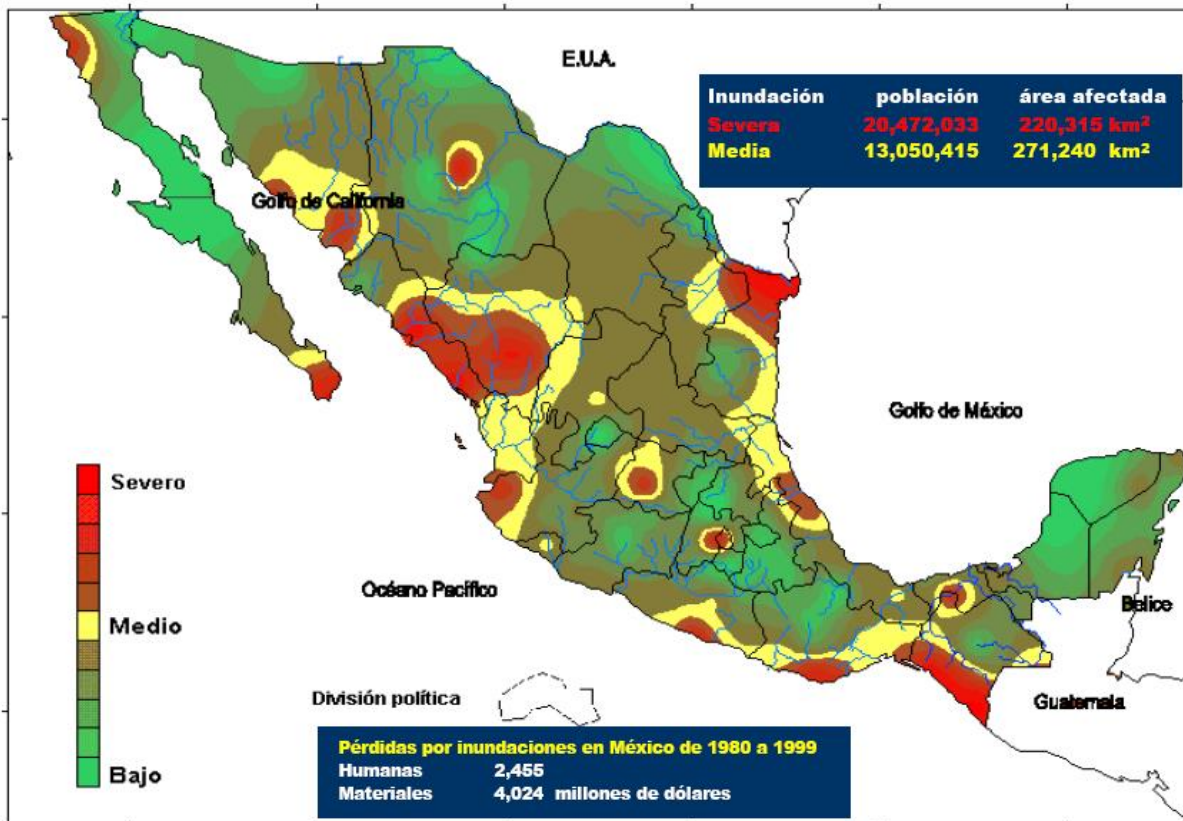 E.U.A.
Inundación población área afectada
Severa 20,472,033 220,315 km²
Media 13,050,415 271,240 km²
Golfo de California
Golfo de México
Severo
Medio
Bajo
Océano Pacífico
Belice
Guatemala
División política
Pérdidas por inundaciones en México de 1980 a 1999
Humanas 2,455
Materiales 4,024 millones de dólares